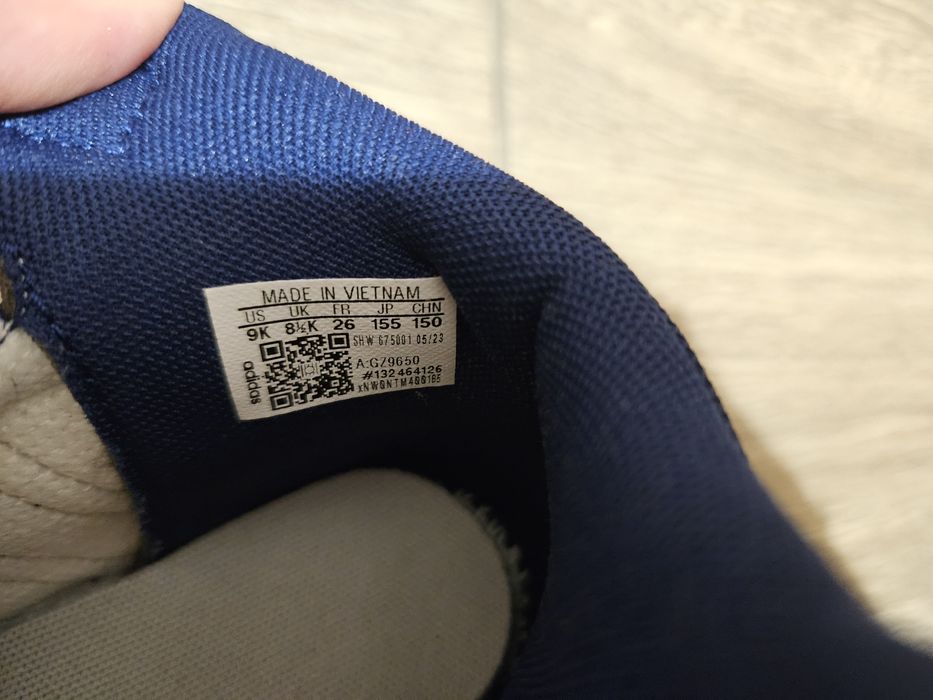 MADE IN VIETNAM
US UK FR JP CHN
9K 8½K 26 155 150
SHW 675001 05/23
A:GZ9650
#132464126
xNW0NTM400185
adidas